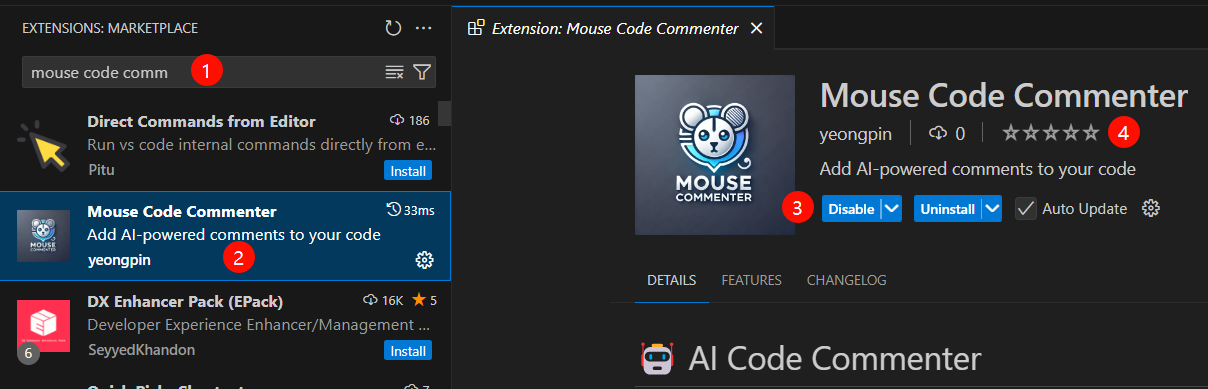 EXTENSIONS: MARKETPLACE
mouse code comm
1
Direct Commands from Editor
186
Run vs code internal commands directly from e...
Pitu
Install
Mouse Code Commenter
33ms
Add AI-powered comments to your code
yeongpin
2
DX Enhancer Pack (EPack)
16K
5
Developer Experience Enhancer/Management ...
6
SeyyedKhandon
Install
Extension: Mouse Code Commenter
MOUSE
COMMENTER
Mouse Code Commenter
yeongpin
0
4
Add AI-powered comments to your code
3
Disable
Uninstall
Auto Update
DETAILS
FEATURES
CHANGELOG
AI Code Commenter